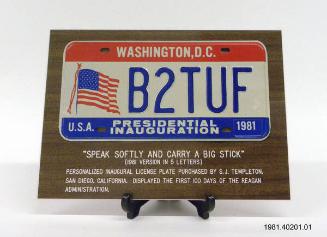 WASHINGTON, D.C.
B2TUF
U.S.A. PRESIDENTIAL INAUGURATION 1981
"SPEAK SOFTLY AND CARRY A BIG STICK"
(1981 VERSION IN 5 LETTERS)
PERSONALIZED INAUGURAL LICENSE PLATE PURCHASED BY S.J. TEMPLETON,
SAN DIEGO, CALIFORNIA - DISPLAYED THE FIRST 100 DAYS OF THE REAGAN
ADMINISTRATION.
1981.40201.01